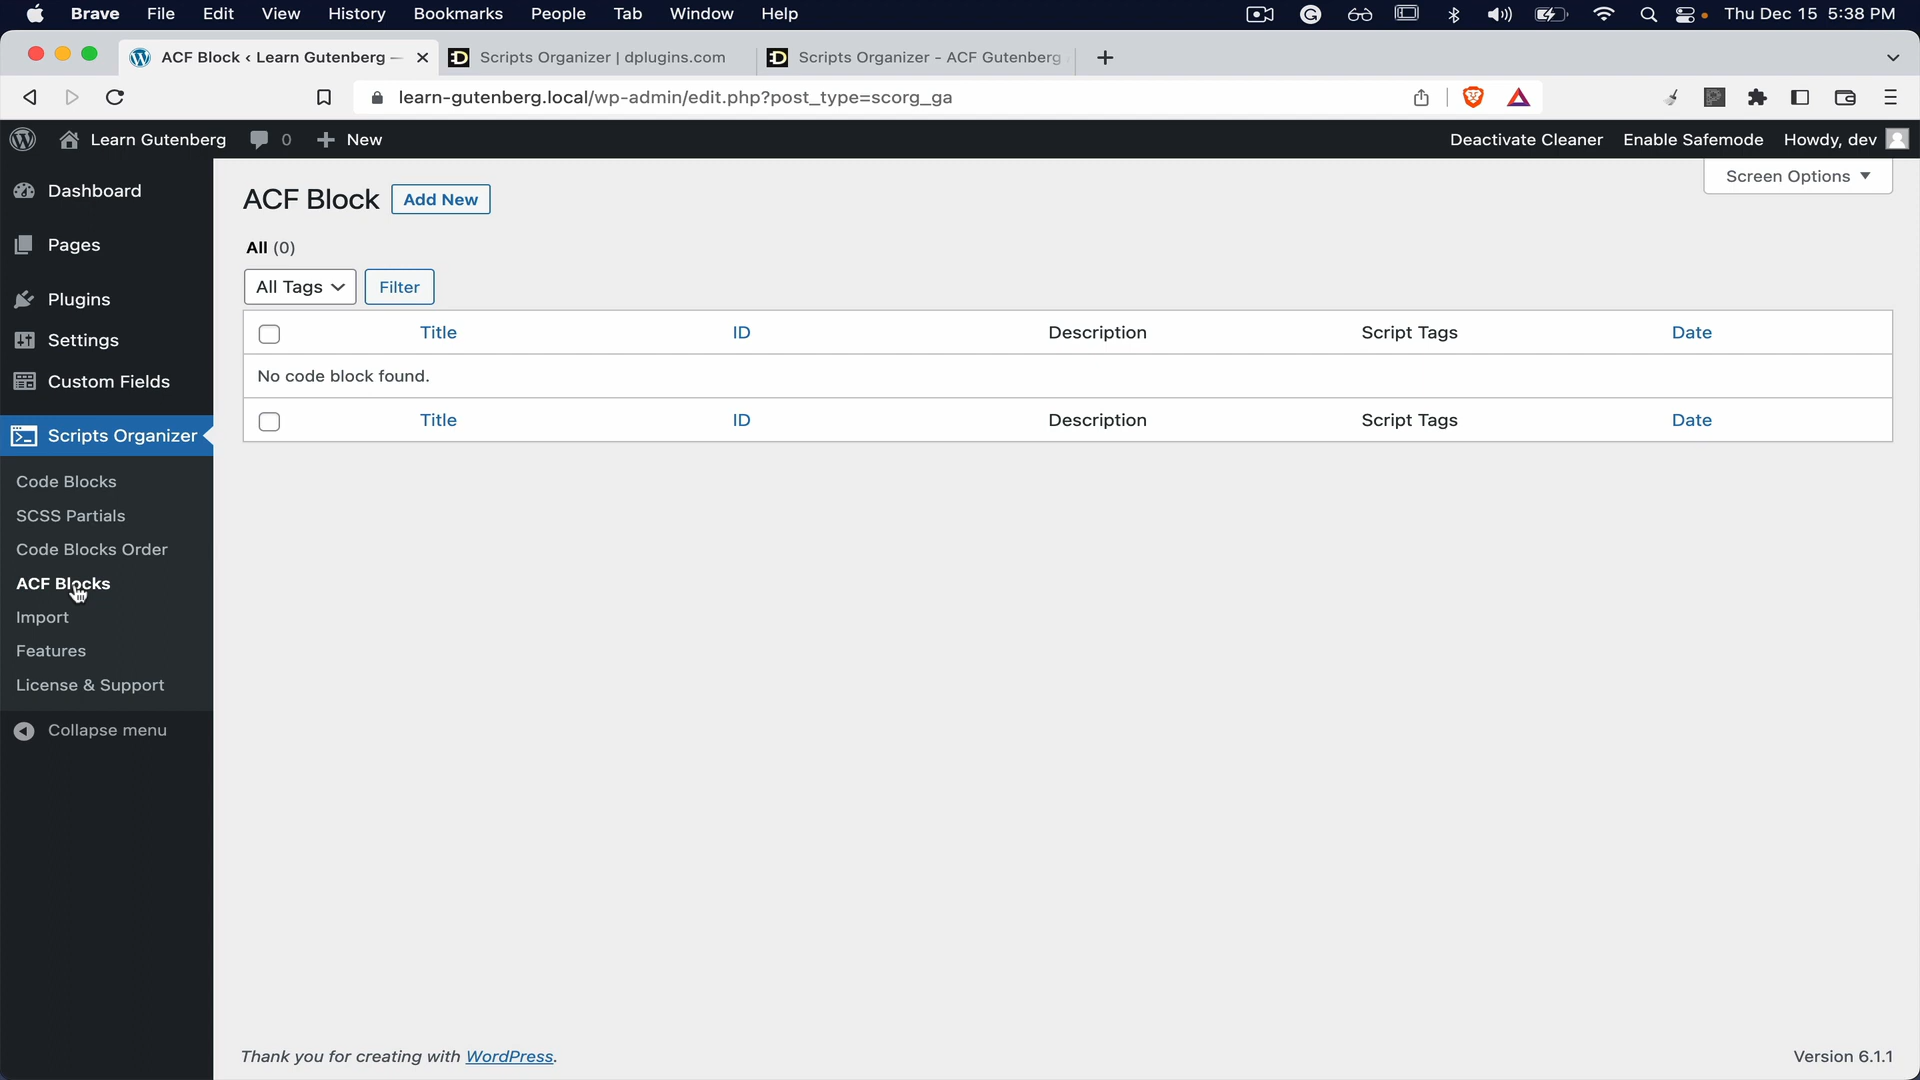 Brave File Edit View History Bookmarks People Tab Window Help Thu Dec 15 5:38 PM
ACF Block ‹ Learn Gutenberg — Scripts Organizer | dplugins.com Scripts Organizer - ACF Gutenberg
learn-gutenberg.local/wp-admin/edit.php?post_type=scorg_ga
Learn Gutenberg 0 New Deactivate Cleaner Enable Safemode Howdy, dev
Screen Options
Dashboard
Pages
Plugins
Settings
Custom Fields
Scripts Organizer
Code Blocks
SCSS Partials
Code Blocks Order
ACF Blocks
Import
Features
License & Support
Collapse menu
ACF Block Add New
All (0)
All Tags Filter
Title ID Description Script Tags Date
No code block found.
Title ID Description Script Tags Date
Thank you for creating with WordPress. Version 6.1.1